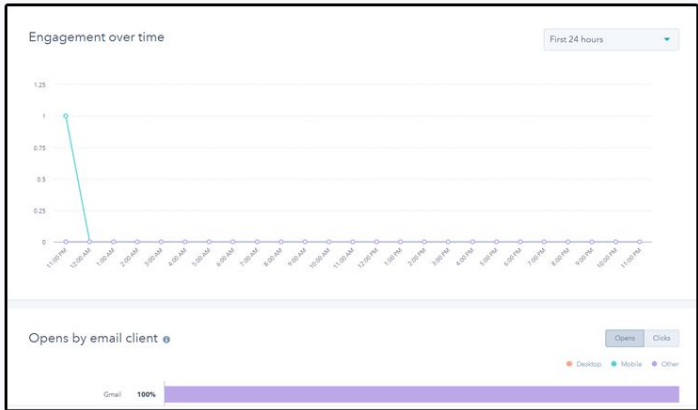 Engagement over time
First 24 hours
1.25
1
0.75
0.5
0.25
0
11:00 PM 12:00 AM 1:00 AM 2:00 AM 3:00 AM 4:00 AM 5:00 AM 6:00 AM 7:00 AM 8:00 AM 9:00 AM 10:00 AM 11:00 AM 12:00 PM 1:00 PM 2:00 PM 3:00 PM 4:00 PM 5:00 PM 6:00 PM 7:00 PM 8:00 PM 9:00 PM 10:00 PM 11:00 PM
Opens by email client
Opens Clicks
Desktop Mobile Other
Gmail 100%